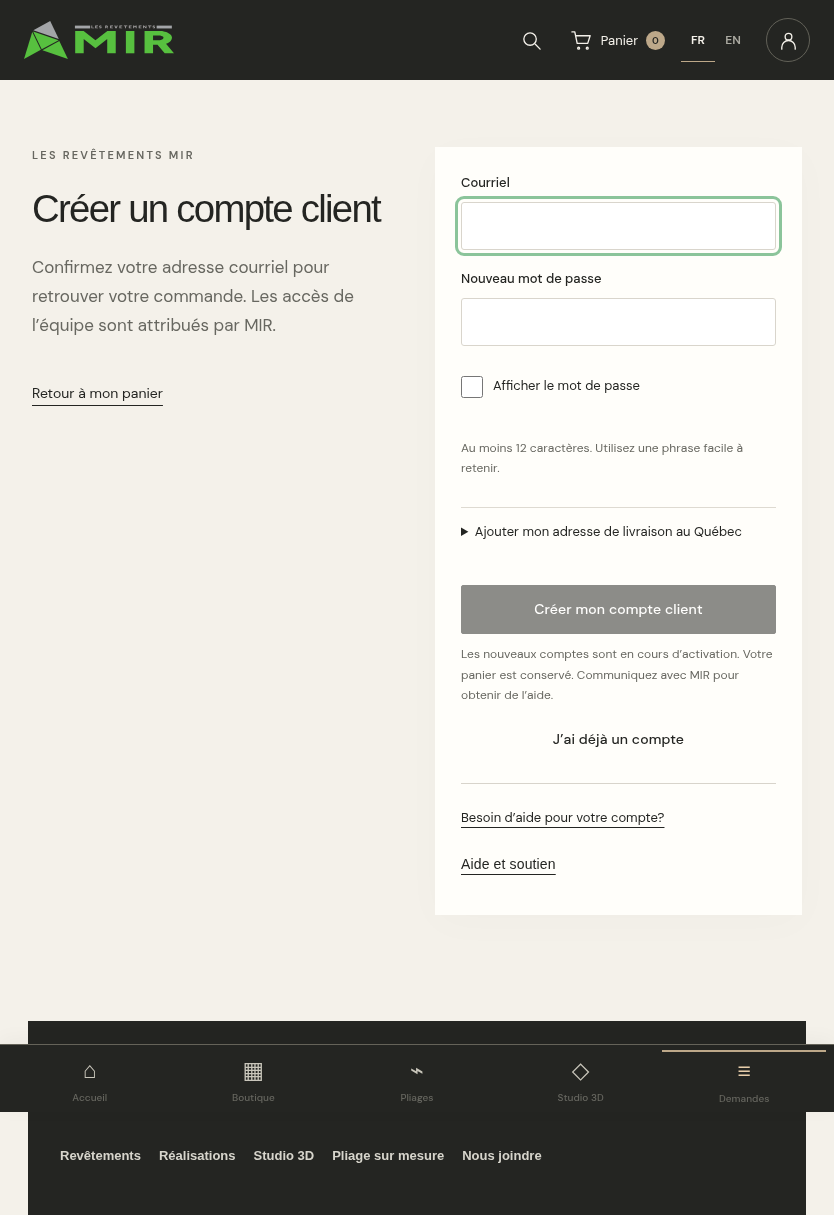 LES REVÊTEMENTS
MIR
Panier 0
FR EN
LES REVÊTEMENTS MIR
Créer un compte client
Confirmez votre adresse courriel pour
retrouver votre commande. Les accès de
l’équipe sont attribués par MIR.
Retour à mon panier
Courriel
Nouveau mot de passe
Afficher le mot de passe
Au moins 12 caractères. Utilisez une phrase facile à
retenir.
Ajouter mon adresse de livraison au Québec
Créer mon compte client
Les nouveaux comptes sont en cours d’activation. Votre
panier est conservé. Communiquez avec MIR pour
obtenir de l’aide.
J’ai déjà un compte
Besoin d’aide pour votre compte?
Aide et soutien
Accueil Boutique Pliages Studio 3D Demandes
Revêtements Réalisations Studio 3D Pliage sur mesure Nous joindre